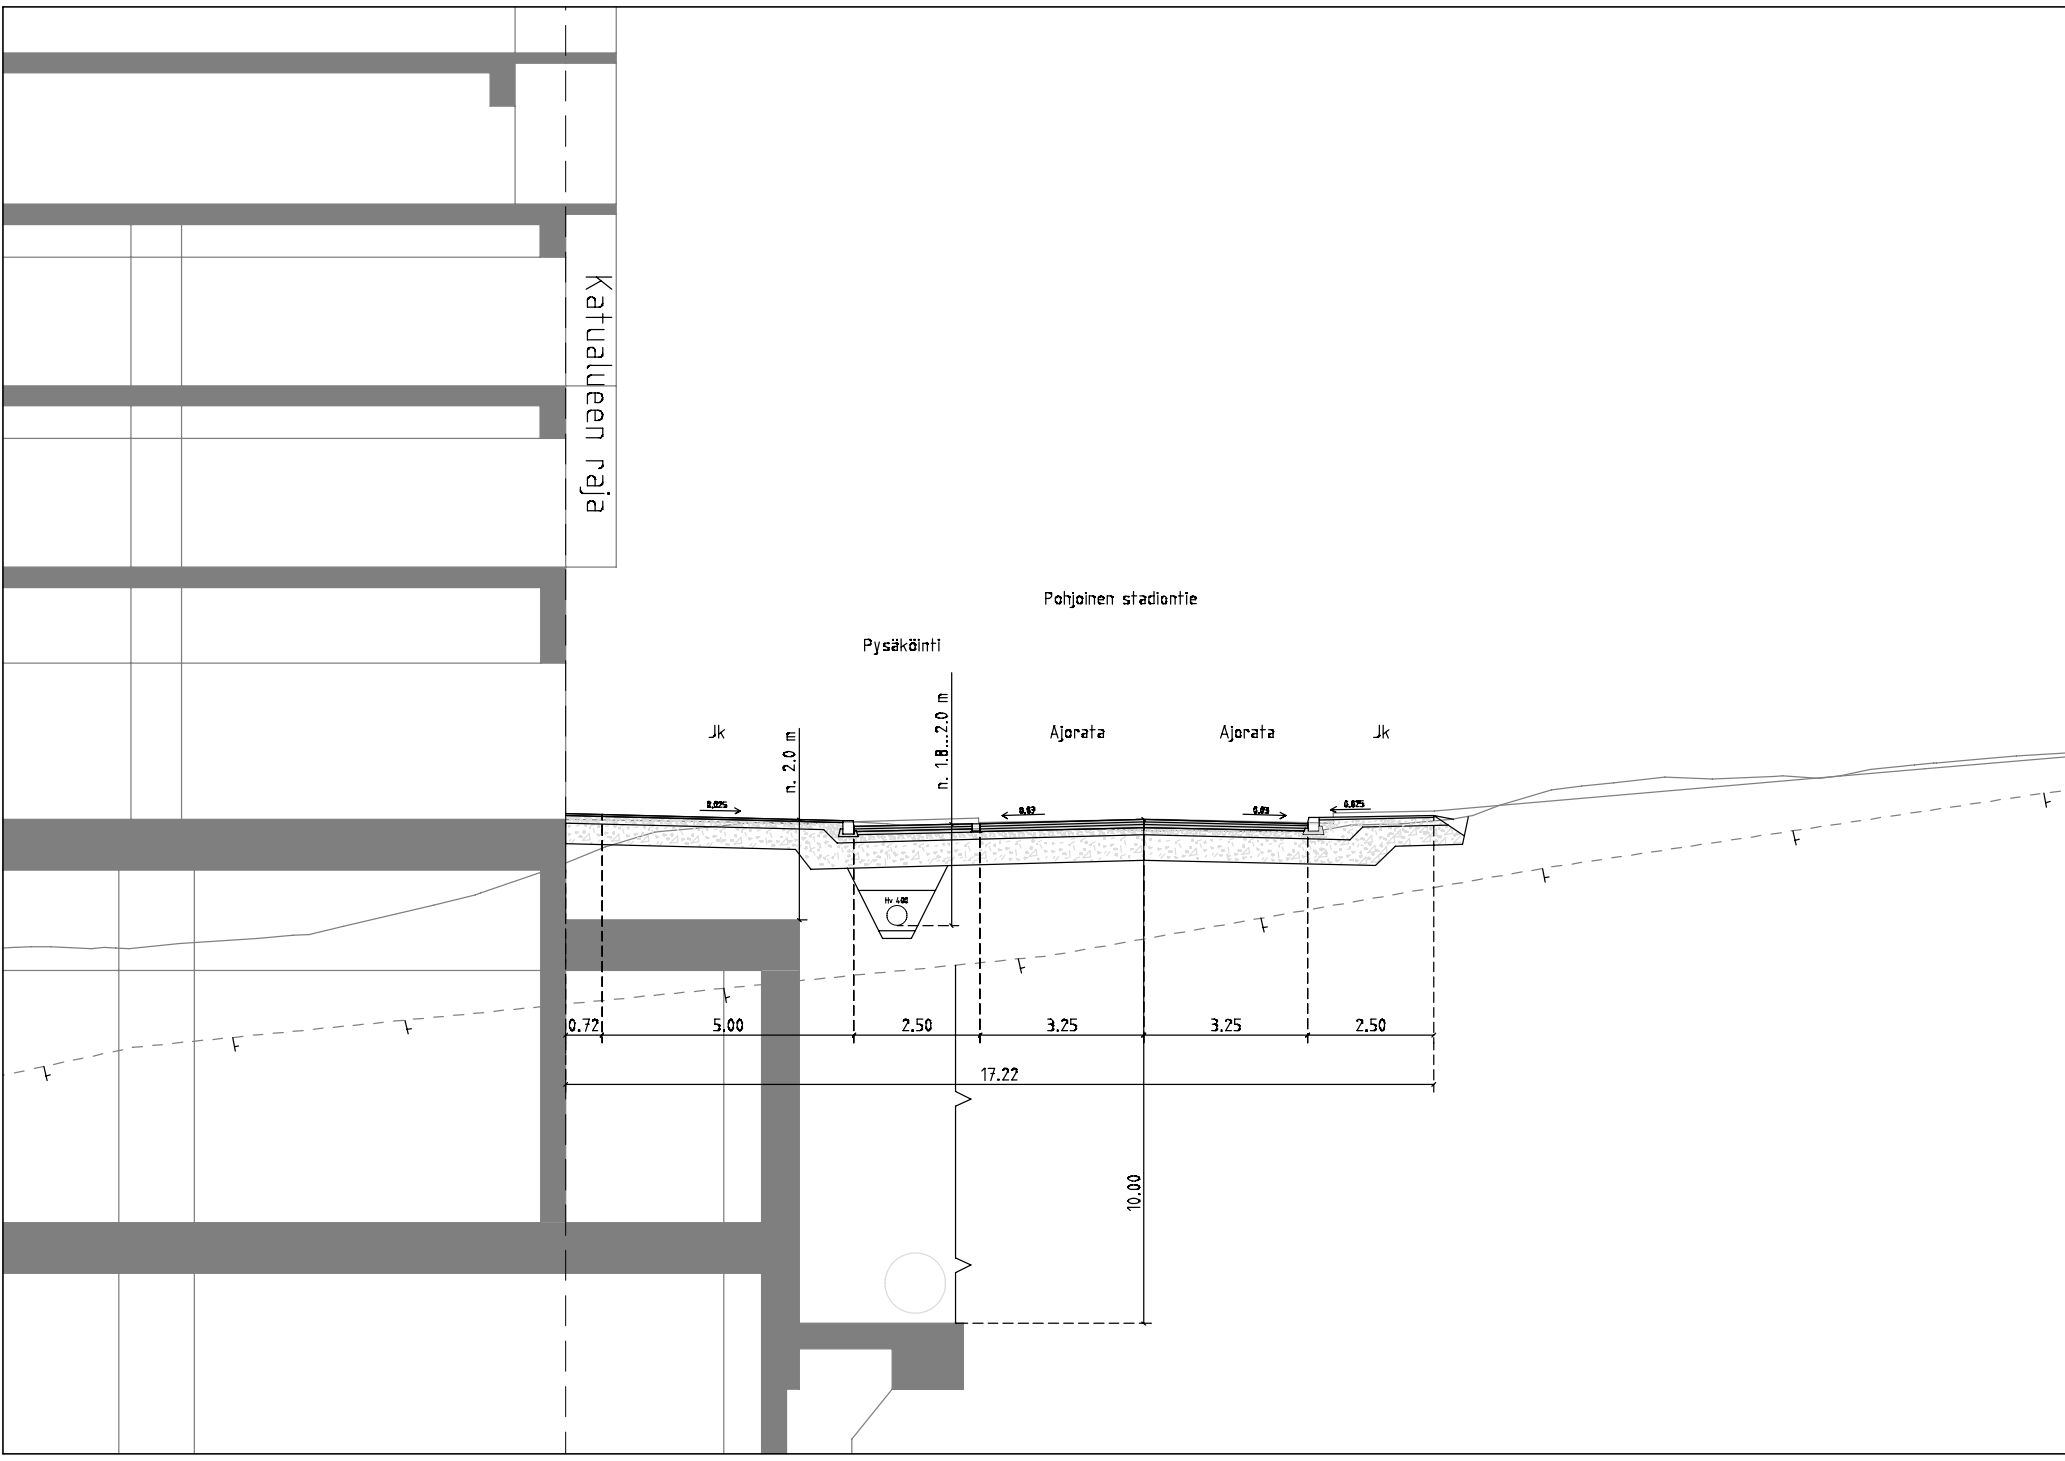 Katualueen raja
Pohjoinen stadiontie
Pysäköinti
Jk
n. 2.0 m
n. 1.8...2.0 m
Ajorata
Ajorata
Jk
0.025
0.03
0.03
0.025
Hv 400
0.72
5.00
2.50
3.25
3.25
2.50
17.22
10.00